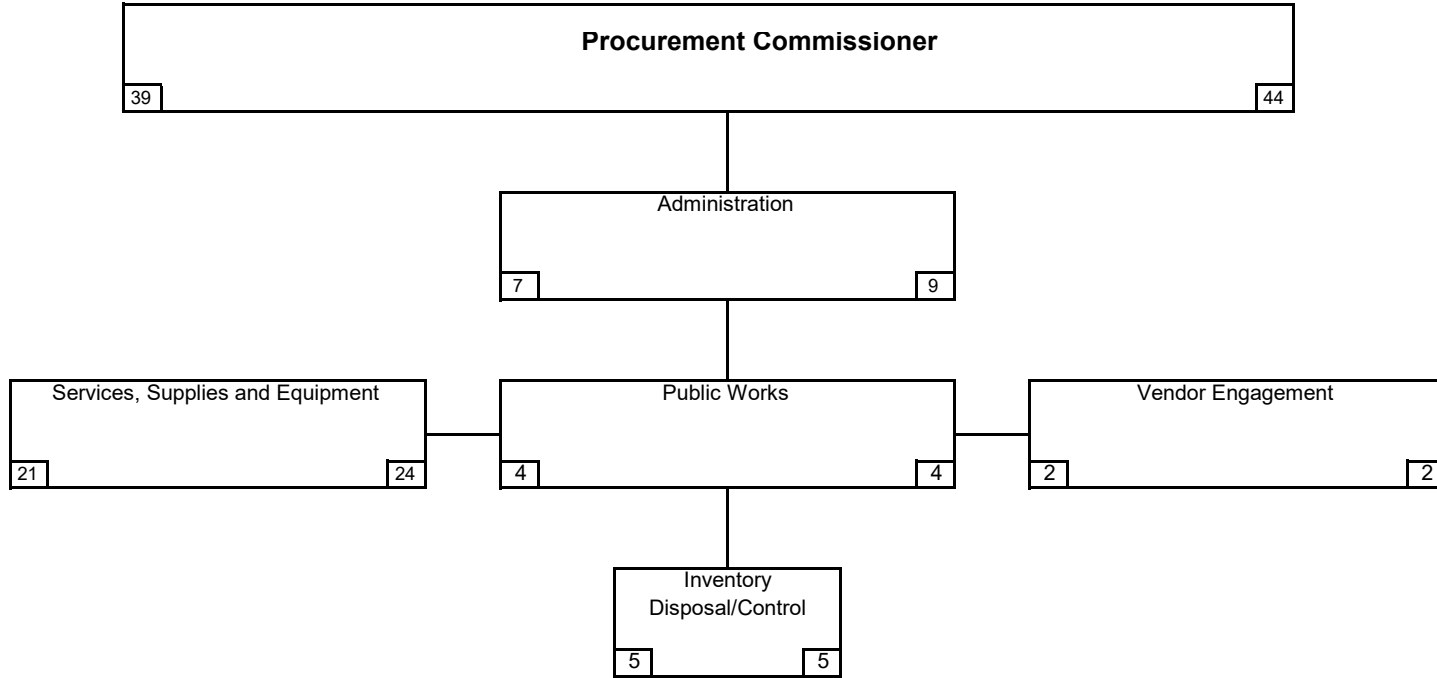 Procurement Commissioner
39
44
Administration
7
9
Services, Supplies and Equipment
21
24
Public Works
4
4
Vendor Engagement
2
2
Inventory
Disposal/Control
5
5